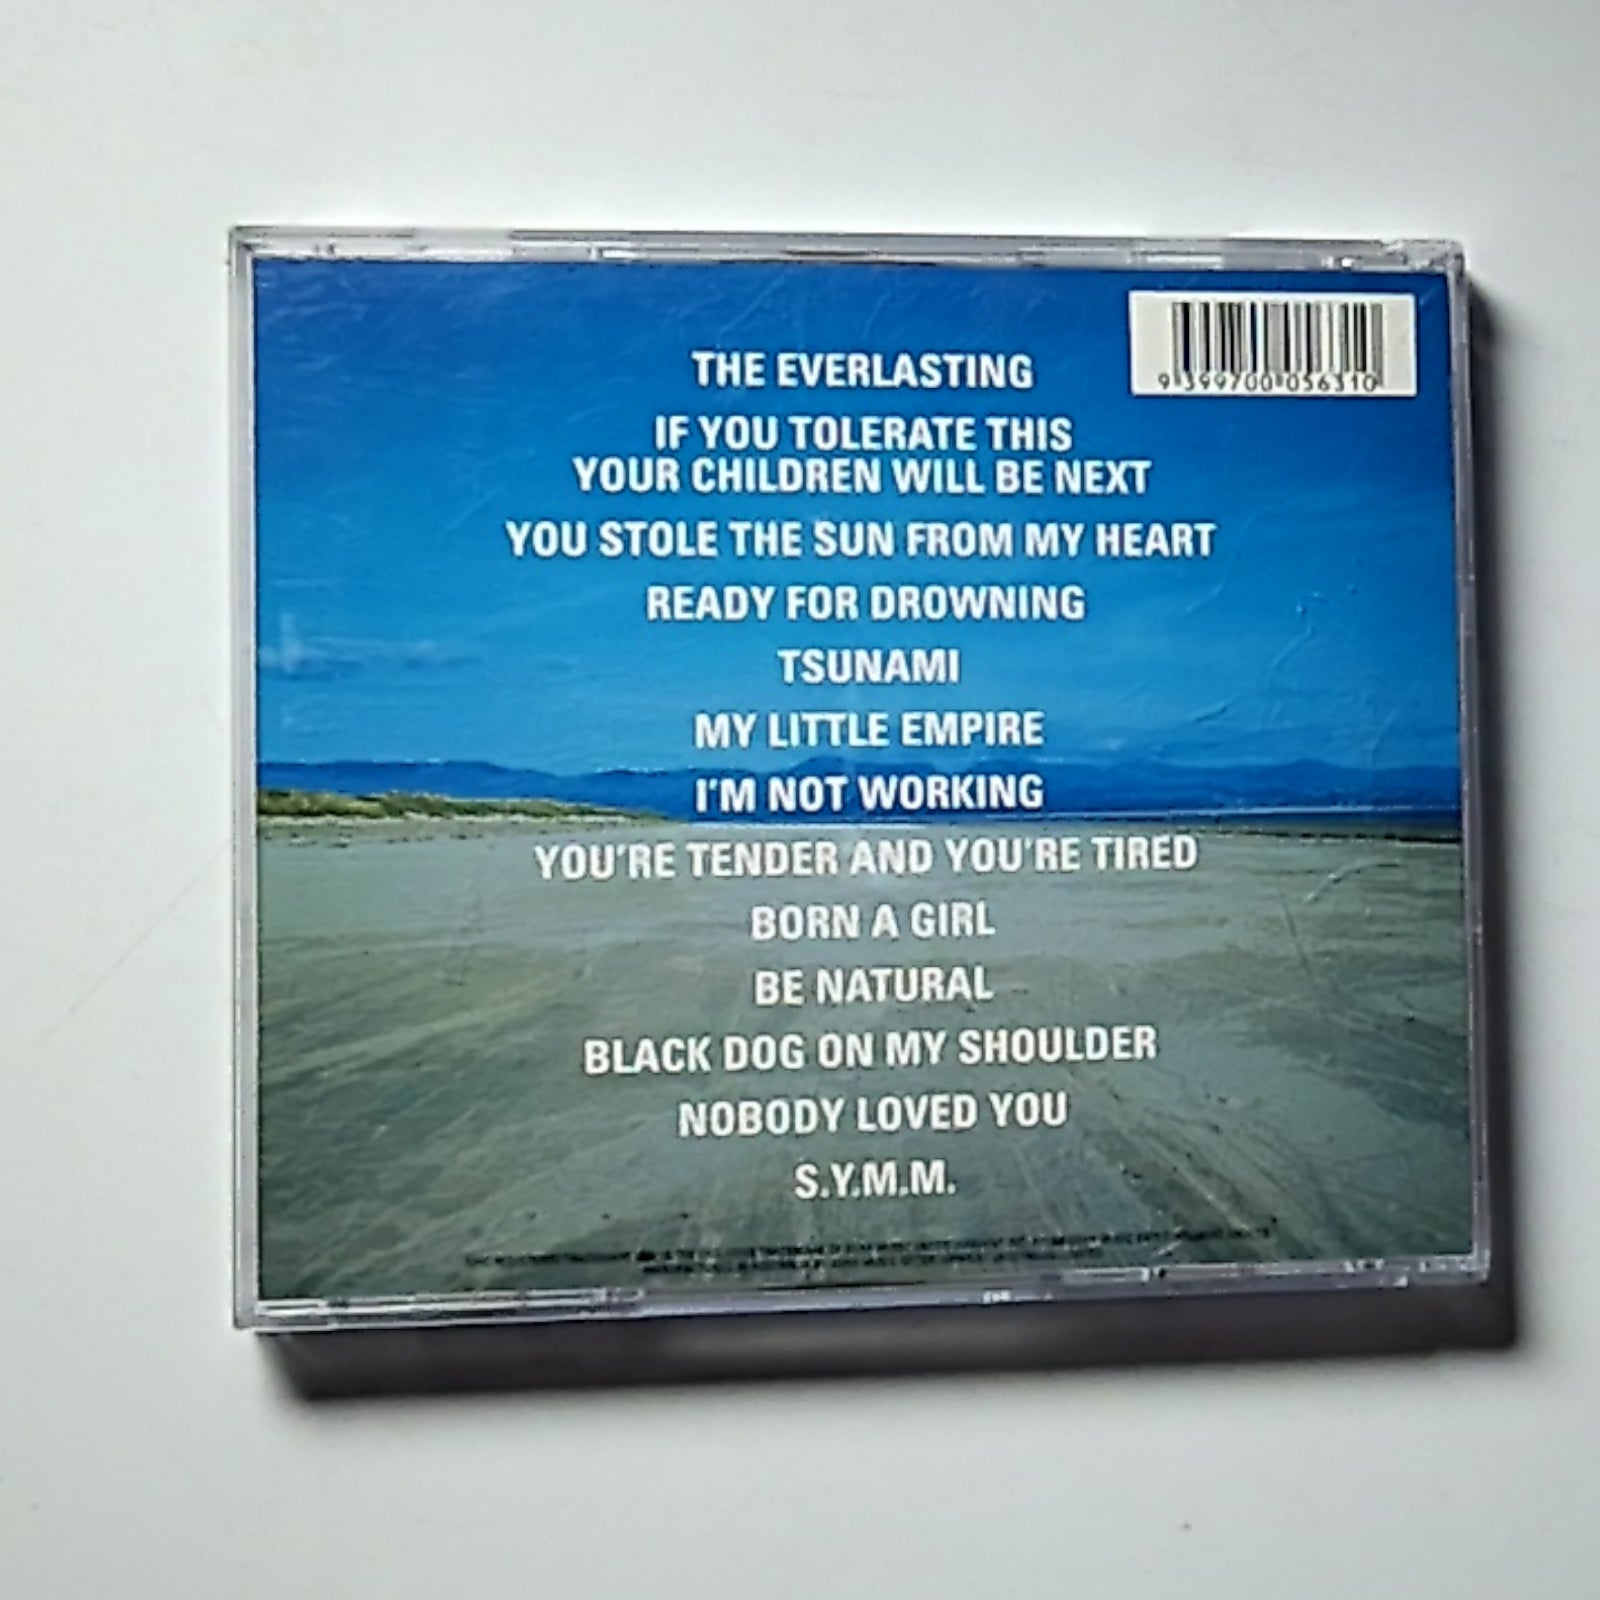 9 399700 056310
THE EVERLASTING
IF YOU TOLERATE THIS
YOUR CHILDREN WILL BE NEXT
YOU STOLE THE SUN FROM MY HEART
READY FOR DROWNING
TSUNAMI
MY LITTLE EMPIRE
I'M NOT WORKING
YOU'RE TENDER AND YOU'RE TIRED
BORN A GIRL
BE NATURAL
BLACK DOG ON MY SHOULDER
NOBODY LOVED YOU
S.Y.M.M.